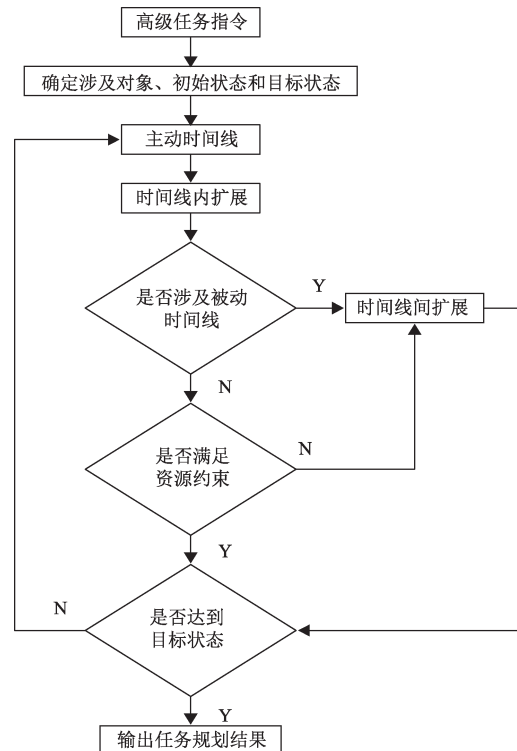 高级任务指令
确定涉及对象、初始状态和目标状态
主动时间线
时间线内扩展
是否涉及被动
时间线
Y
时间线间扩展
N
是否满足
资源约束
N
Y
是否达到
目标状态
N
Y
输出任务规划结果